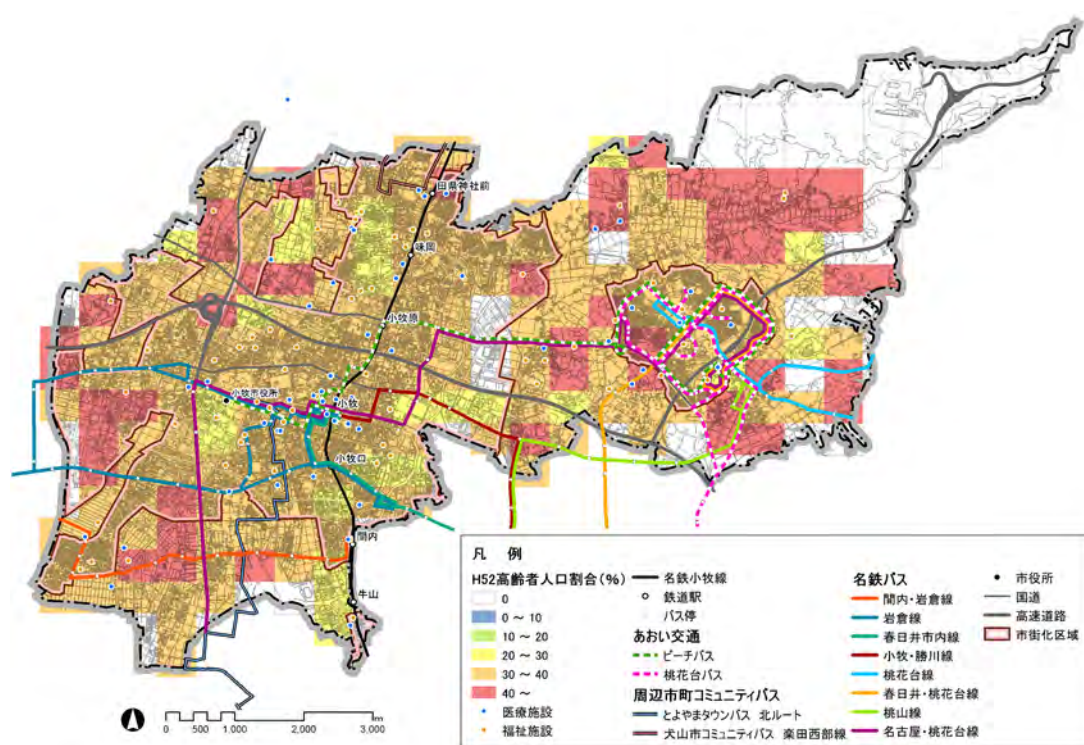 田県神社前
味岡
小牧原
小牧市役所
小牧
小牧口
間内
牛山
凡 例
H52高齢者人口割合(%)
0
0 ~ 10
10 ~ 20
20 ~ 30
30 ~ 40
40 ~
医療施設
福祉施設
名鉄小牧線
鉄道駅
バス停
あおい交通
ピーチバス
桃花台バス
周辺市町コミュニティバス
とよやまタウンバス 北ルート
犬山市コミュニティバス 楽田西部線
名鉄バス
間内・岩倉線
岩倉線
春日井市内線
小牧・勝川線
桃花台線
春日井・桃花台線
桃山線
名古屋・桃花台線
市役所
国道
高速道路
市街化区域
0 500 1,000 2,000 3,000 m